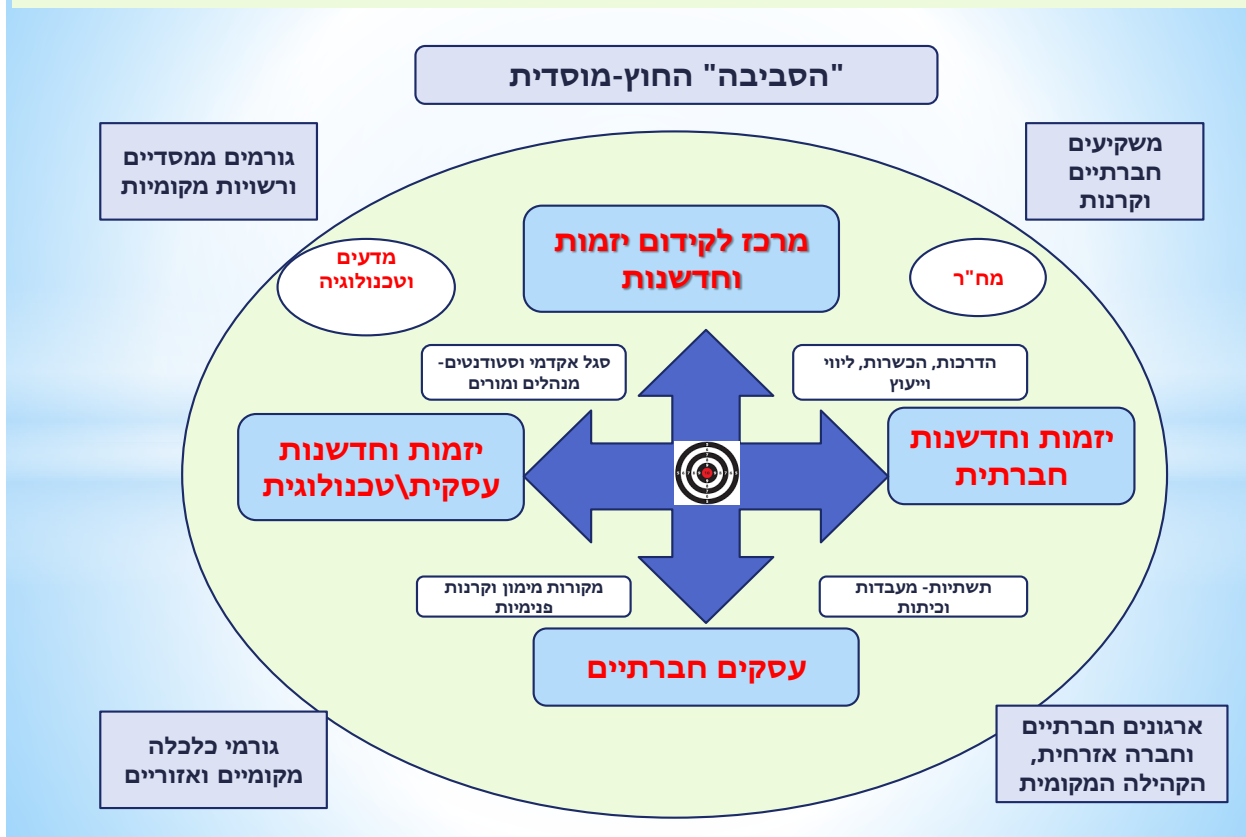 "הסביבה" החוץ-מוסדית
משקיעים
חברתיים
וקרנות
גורמים ממסדיים
ורשויות מקומיות
מרכז לקידום יזמות
וחדשנות
מח"ר
מדעים
וטכנולוגיה
הדרכות, הכשרות, ליווי
וייעוץ
סגל אקדמי וסטודנטים-
מנהלים ומורים
יזמות וחדשנות
חברתית
יזמות וחדשנות
עסקית\טכנולוגית
תשתיות- מעבדות
וכיתות
מקורות מימון וקרנות
פנימיות
עסקים חברתיים
ארגונים חברתיים
וחברה אזרחית,
הקהילה המקומית
גורמי כלכלה
מקומיים ואזוריים